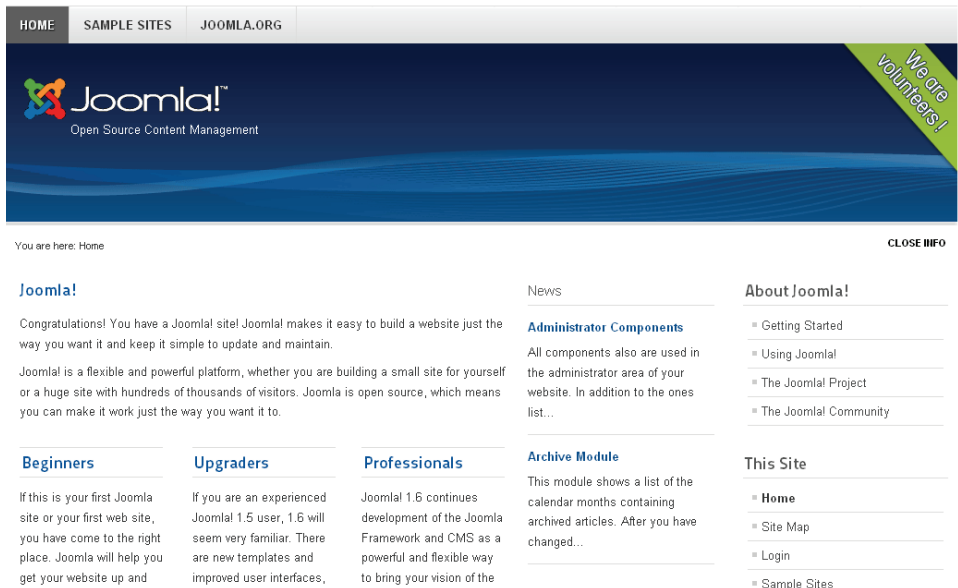 HOME
SAMPLE SITES
JOOMLA.ORG
Joomla!™
Open Source Content Management
We are
volunteers!
You are here: Home
CLOSE INFO
Joomla!
Congratulations! You have a Joomla! site! Joomla! makes it easy to build a website just the
way you want it and keep it simple to update and maintain.
Joomla! is a flexible and powerful platform, whether you are building a small site for yourself
or a huge site with hundreds of thousands of visitors. Joomla is open source, which means
you can make it work just the way you want it to.
Beginners
If this is your first Joomla
site or your first web site,
you have come to the right
place. Joomla will help you
get your website up and
Upgraders
If you are an experienced
Joomla! 1.5 user, 1.6 will
seem very familiar. There
are new templates and
improved user interfaces,
Professionals
Joomla! 1.6 continues
development of the Joomla
Framework and CMS as a
powerful and flexible way
to bring your vision of the
News
Administrator Components
All components also are used in
the administrator area of your
website. In addition to the ones
list...
Archive Module
This module shows a list of the
calendar months containing
archived articles. After you have
changed...
About Joomla!
Getting Started
Using Joomla!
The Joomla! Project
The Joomla! Community
This Site
Home
Site Map
Login
Sample Sites